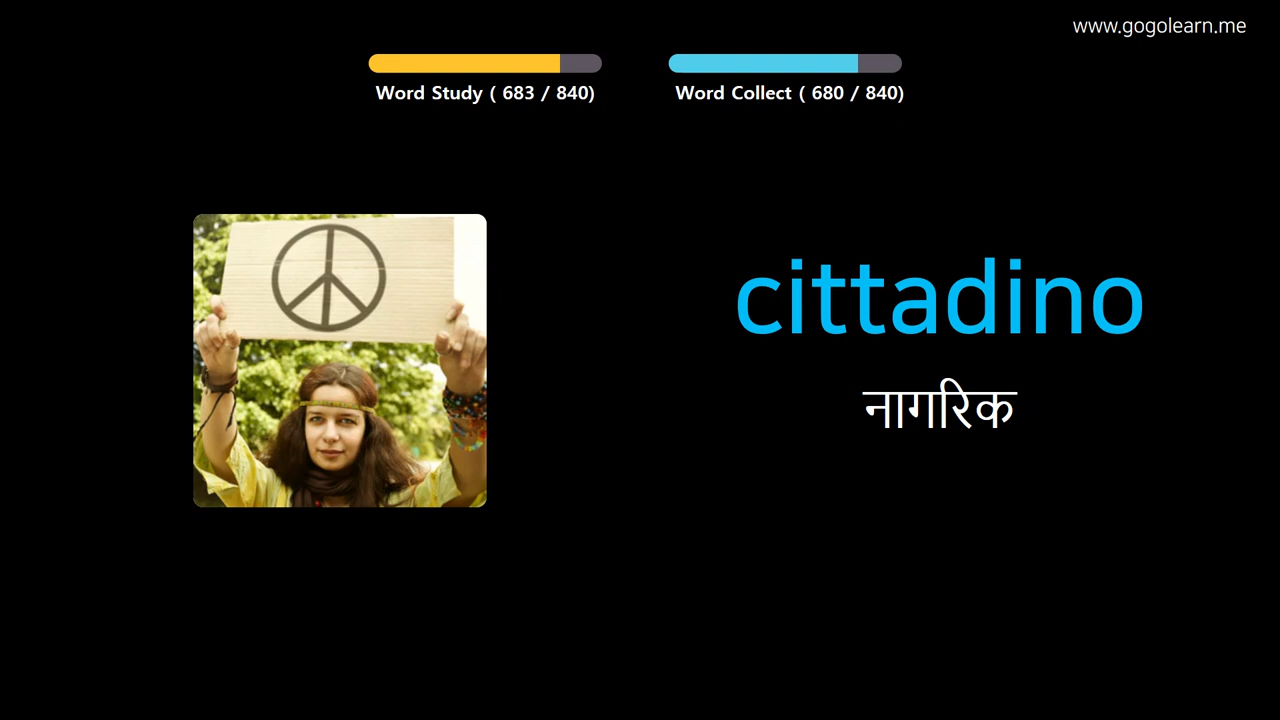 www.gogolearn.me
Word Study ( 683 / 840)
Word Collect ( 680 / 840)
cittadino
नागरिक